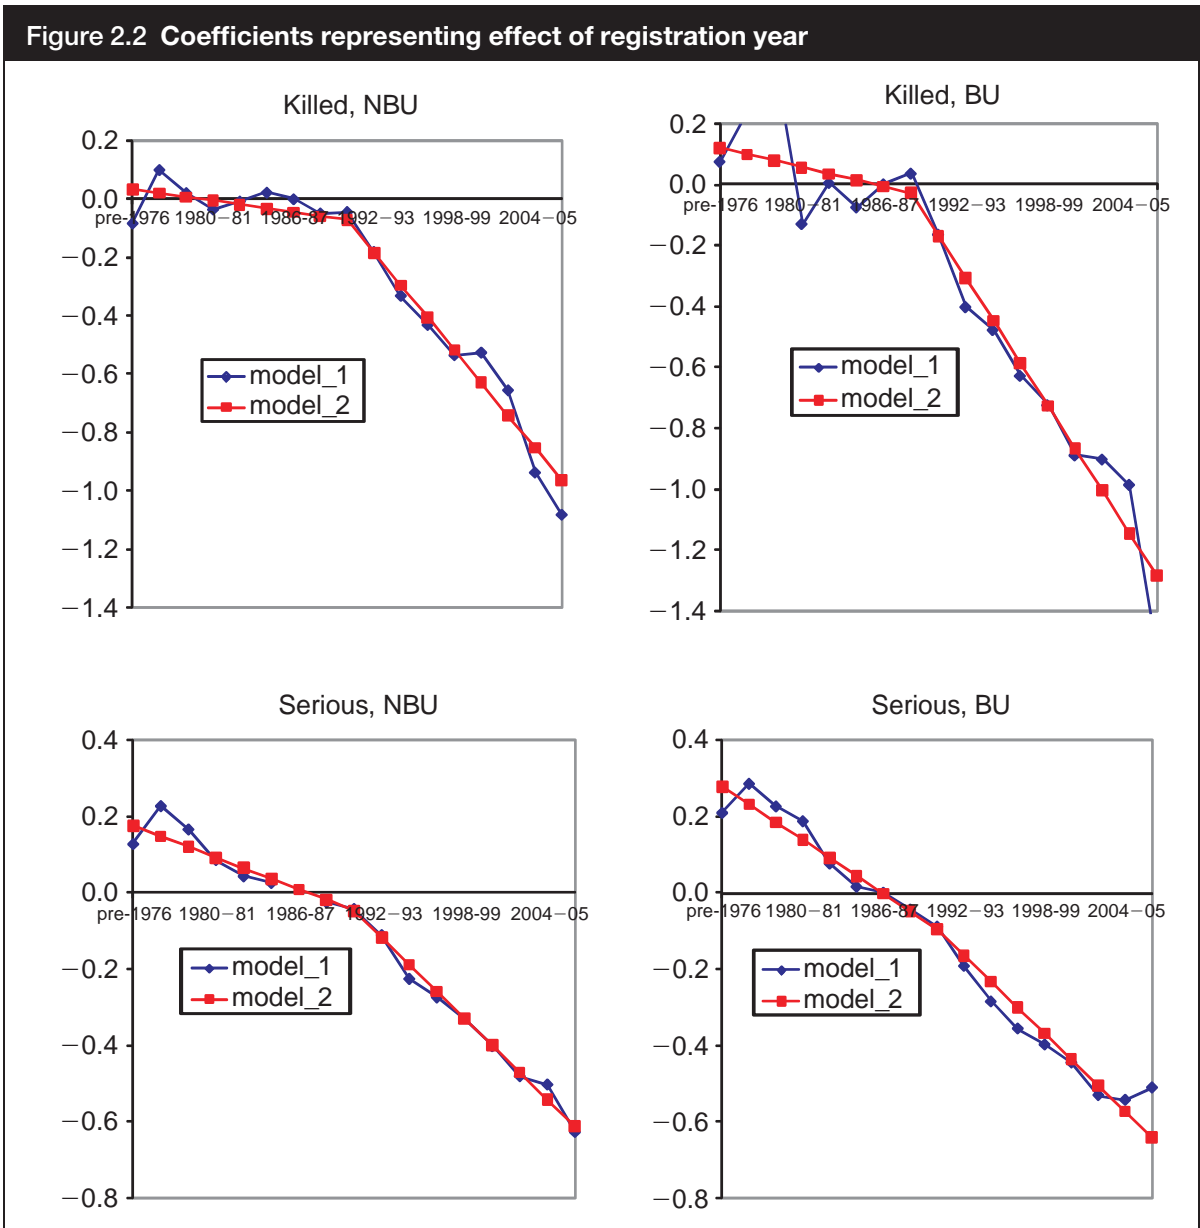 Figure 2.2 Coefficients representing effect of registration year
Killed, NBU
0.2
0.0
−0.2
−0.4
−0.6
−0.8
−1.0
−1.2
−1.4
pre-1976 1980−81 1986-87 1992−93 1998-99 2004−05
model_1
model_2
Killed, BU
0.2
0.0
−0.2
−0.4
−0.6
−0.8
−1.0
−1.2
−1.4
pre-1976 1980−81 1986-87 1992−93 1998-99 2004−05
model_1
model_2
Serious, NBU
0.4
0.2
0.0
−0.2
−0.4
−0.6
−0.8
pre-1976 1980−81 1986-87 1992−93 1998-99 2004−05
model_1
model_2
Serious, BU
0.4
0.2
0.0
−0.2
−0.4
−0.6
−0.8
pre-1976 1980−81 1986-87 1992−93 1998-99 2004−05
model_1
model_2